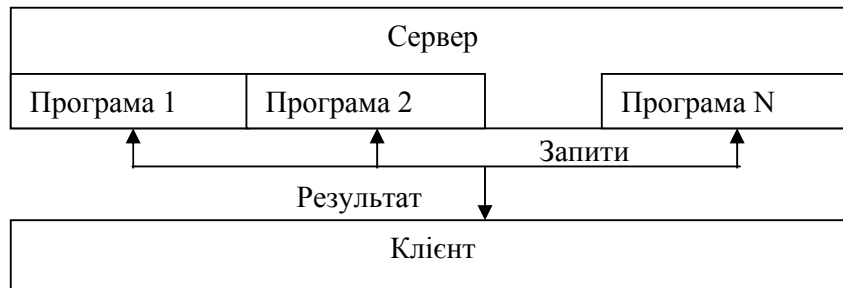 Сервер
Програма 1 Програма 2 Програма N
Запити
Результат
Клієнт